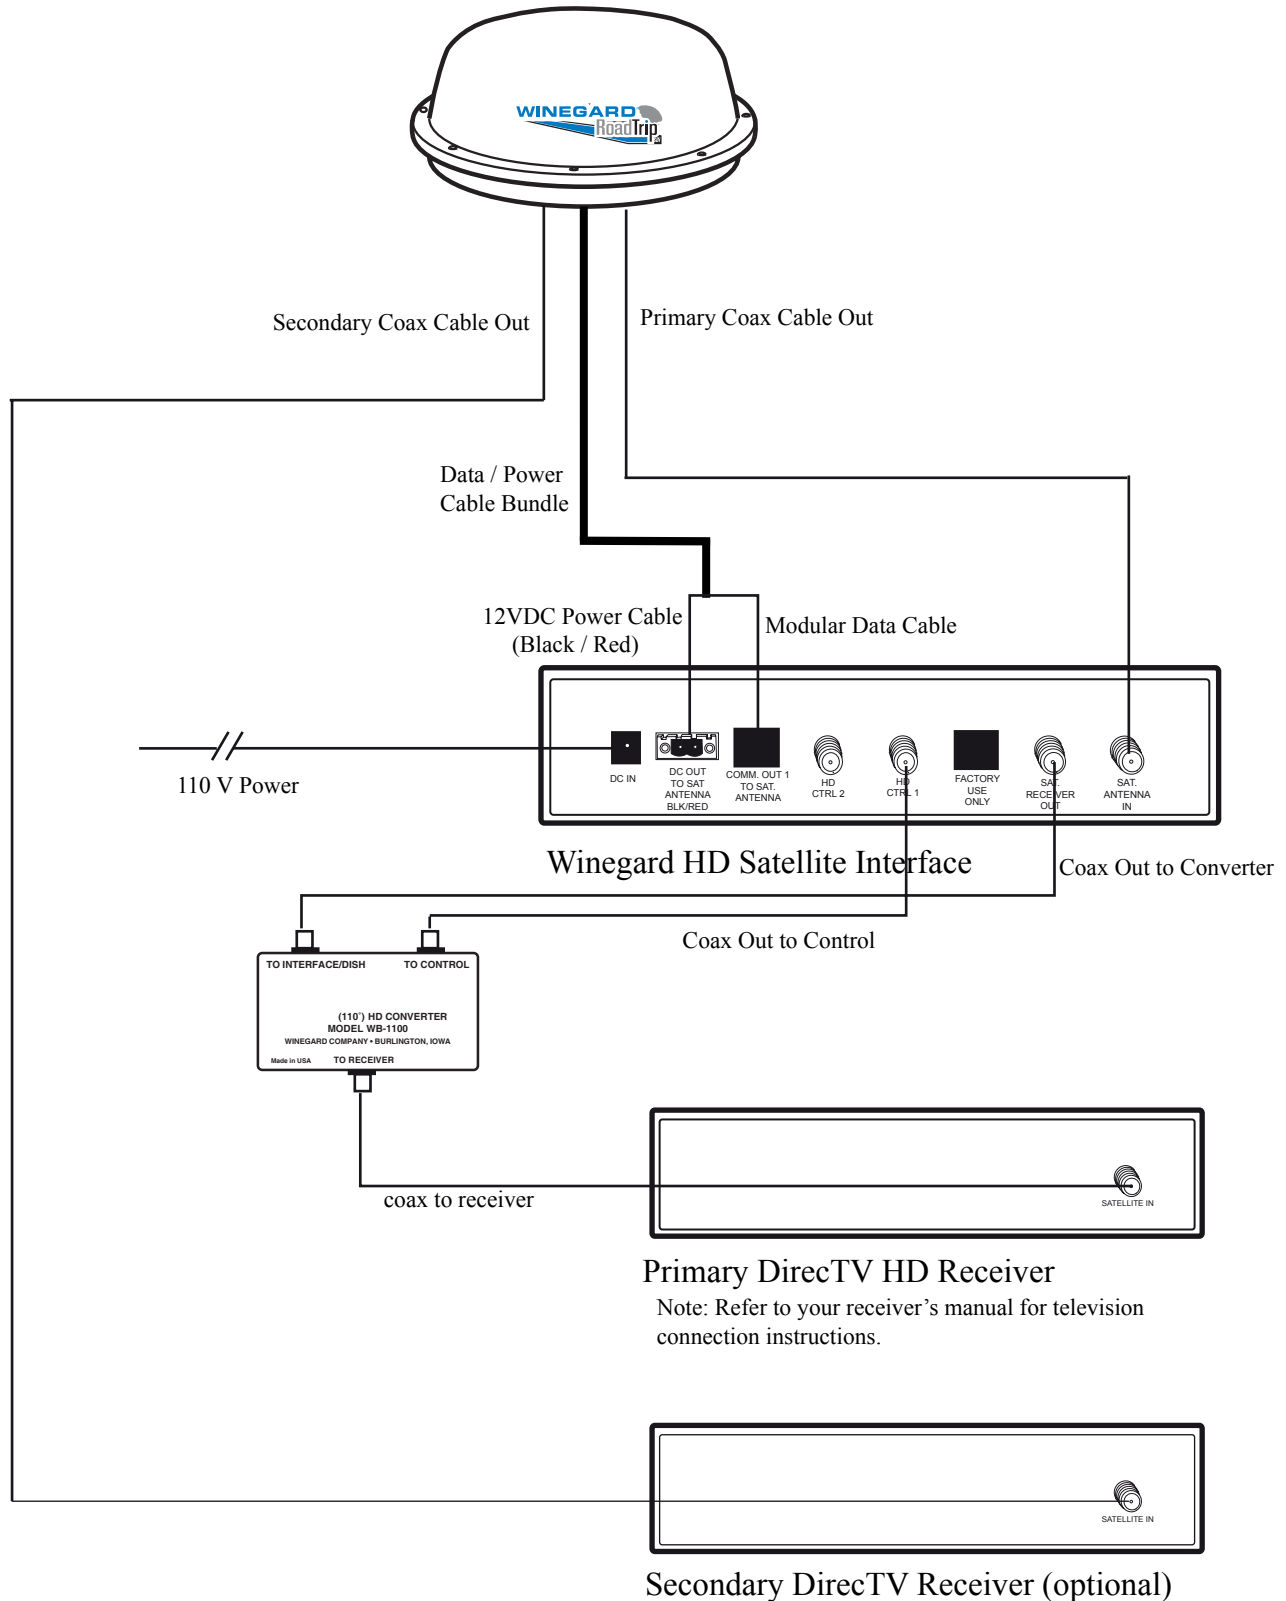 WINEGARD
RoadTrip
Secondary Coax Cable Out
Primary Coax Cable Out
Data / Power
Cable Bundle
12VDC Power Cable
(Black / Red)
Modular Data Cable
110 V Power
DC IN
DC OUT
TO SAT
ANTENNA
BLK/RED
COMM. OUT 1
TO SAT.
ANTENNA
HD
CTRL 2
HD
CTRL 1
FACTORY
USE
ONLY
SAT.
RECEIVER
OUT
SAT.
ANTENNA
IN
Winegard HD Satellite Interface
Coax Out to Converter
Coax Out to Control
TO INTERFACE/DISH
TO CONTROL
(110˚) HD CONVERTER
MODEL WB-1100
WINEGARD COMPANY • BURLINGTON, IOWA
Made in USA
TO RECEIVER
coax to receiver
SATELLITE IN
Primary DirecTV HD Receiver
Note: Refer to your receiver’s manual for television
connection instructions.
SATELLITE IN
Secondary DirecTV Receiver (optional)